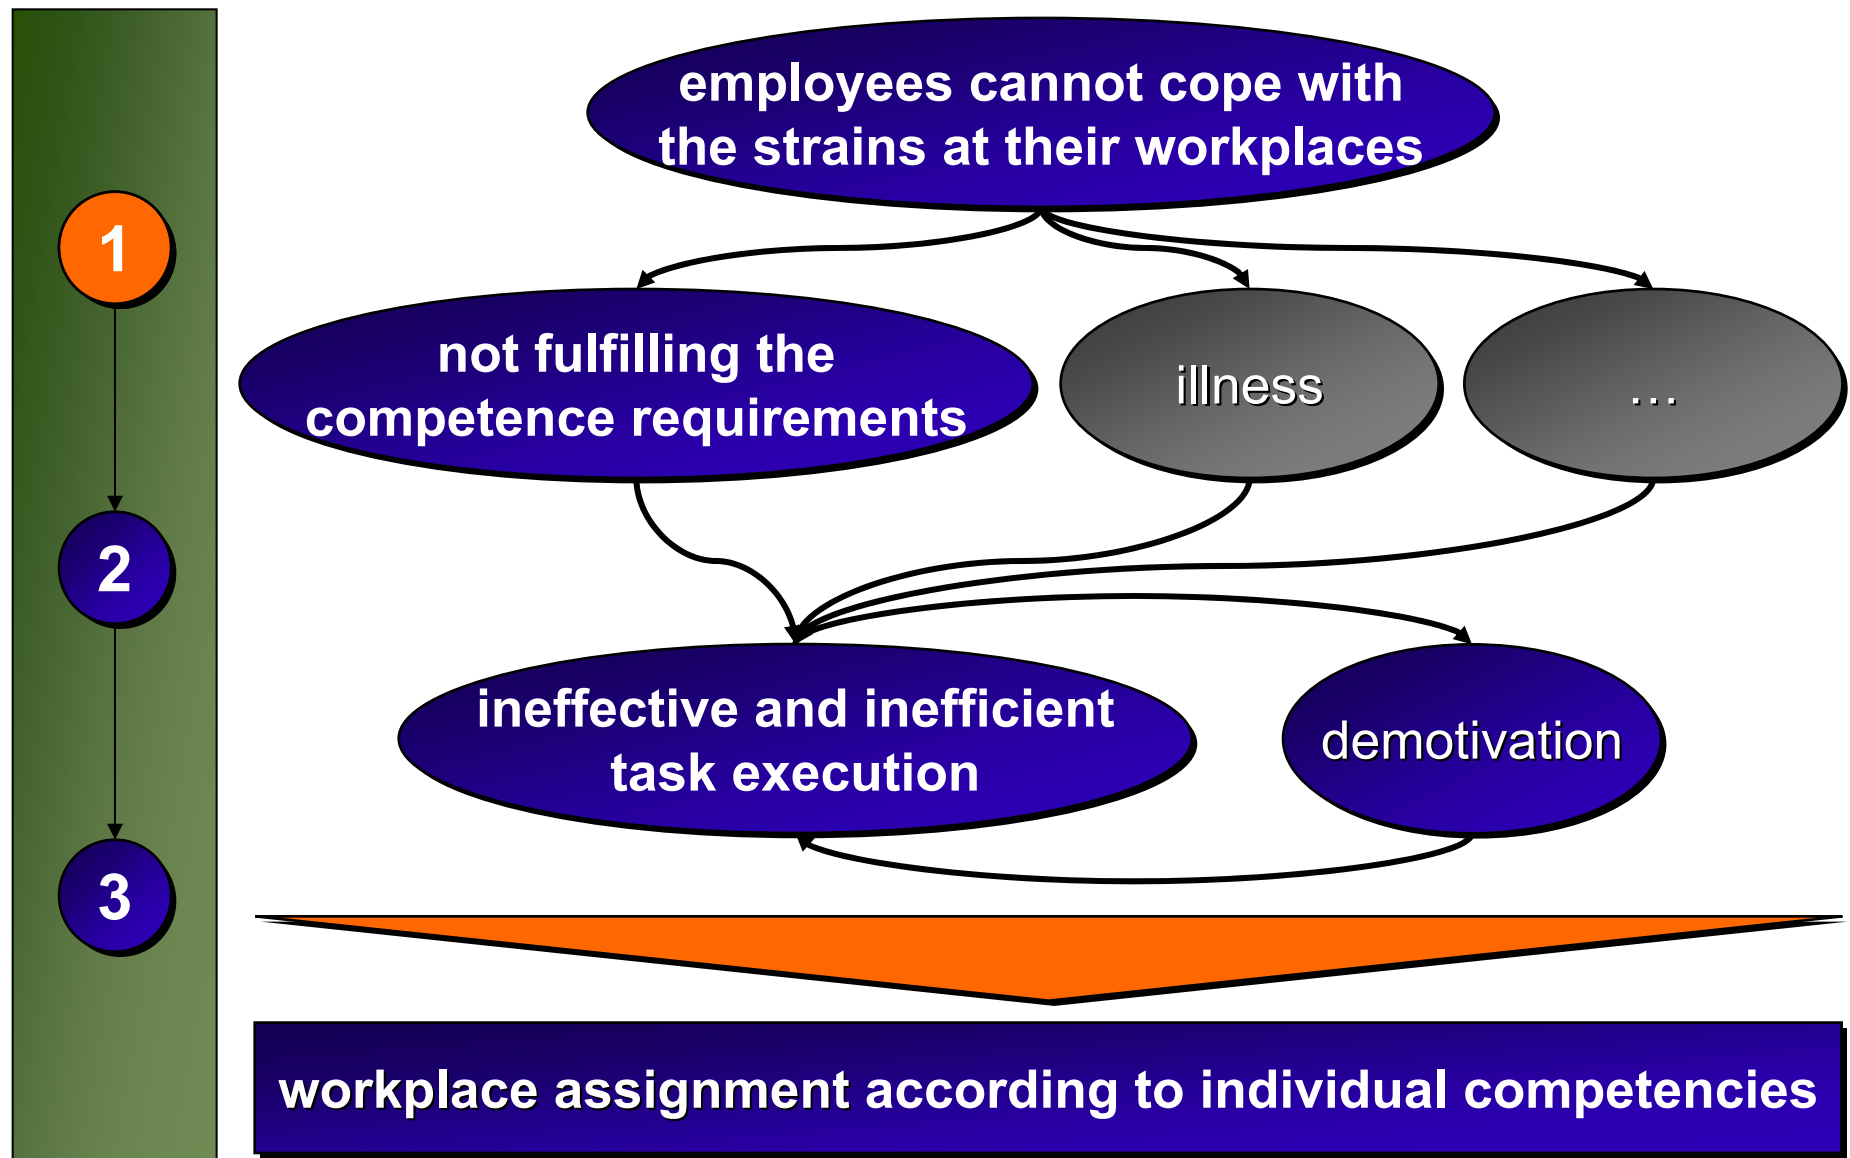 employees cannot cope with
the strains at their workplaces
1
not fulfilling the
competence requirements
illness
…
2
ineffective and inefficient
task execution
demotivation
3
workplace assignment according to individual competencies